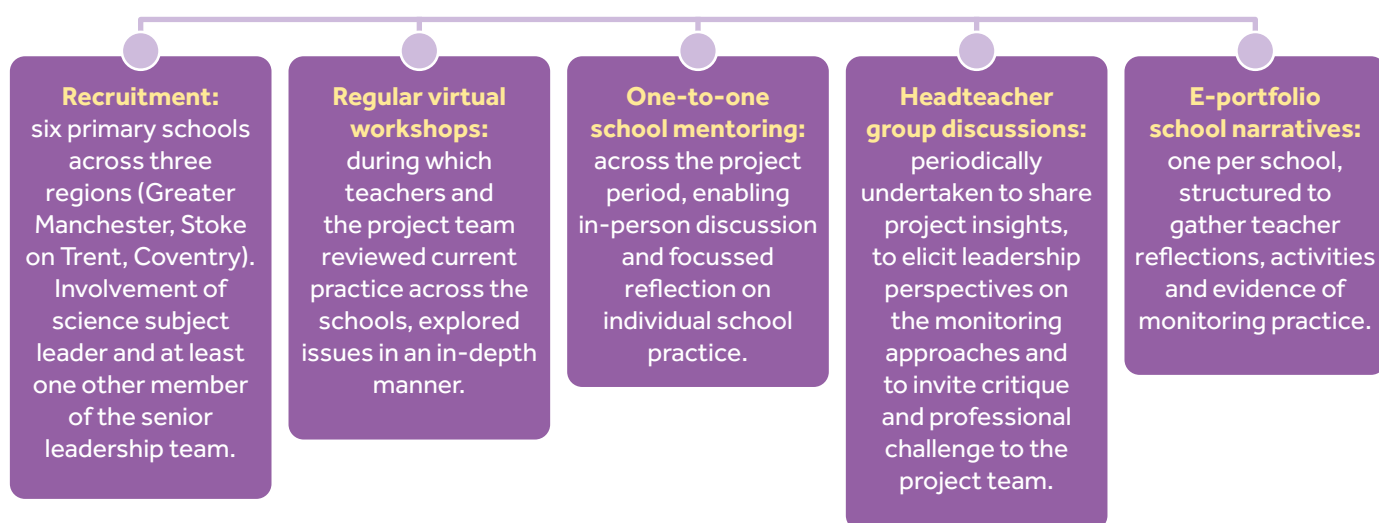 Recruitment:
six primary schools
across three
regions (Greater
Manchester, Stoke
on Trent, Coventry).
Involvement of
science subject
leader and at least
one other member
of the senior
leadership team.
Regular virtual
workshops:
during which
teachers and
the project team
reviewed current
practice across the
schools, explored
issues in an in-depth
manner.
One-to-one
school mentoring:
across the project
period, enabling
in-person discussion
and focussed
reflection on
individual school
practice.
Headteacher
group discussions:
periodically
undertaken to share
project insights,
to elicit leadership
perspectives on
the monitoring
approaches and
to invite critique
and professional
challenge to the
project team.
E-portfolio
school narratives:
one per school,
structured to
gather teacher
reflections, activities
and evidence of
monitoring practice.